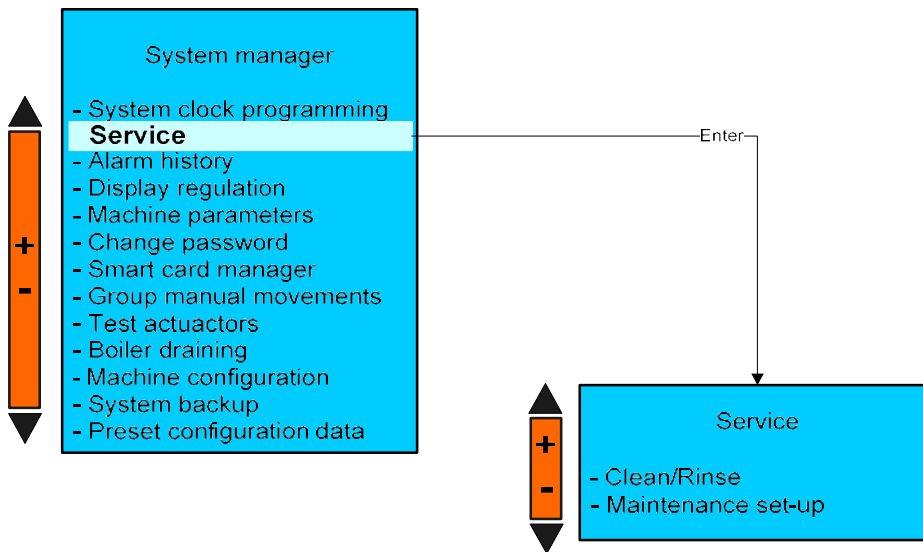 System manager
- System clock programming
Service
- Alarm history
- Display regulation
- Machine parameters
- Change password
- Smart card manager
- Group manual movements
- Test actuactors
- Boiler draining
- Machine configuration
- System backup
- Preset configuration data
+
-
Enter
Service
- Clean/Rinse
- Maintenance set-up
+
-